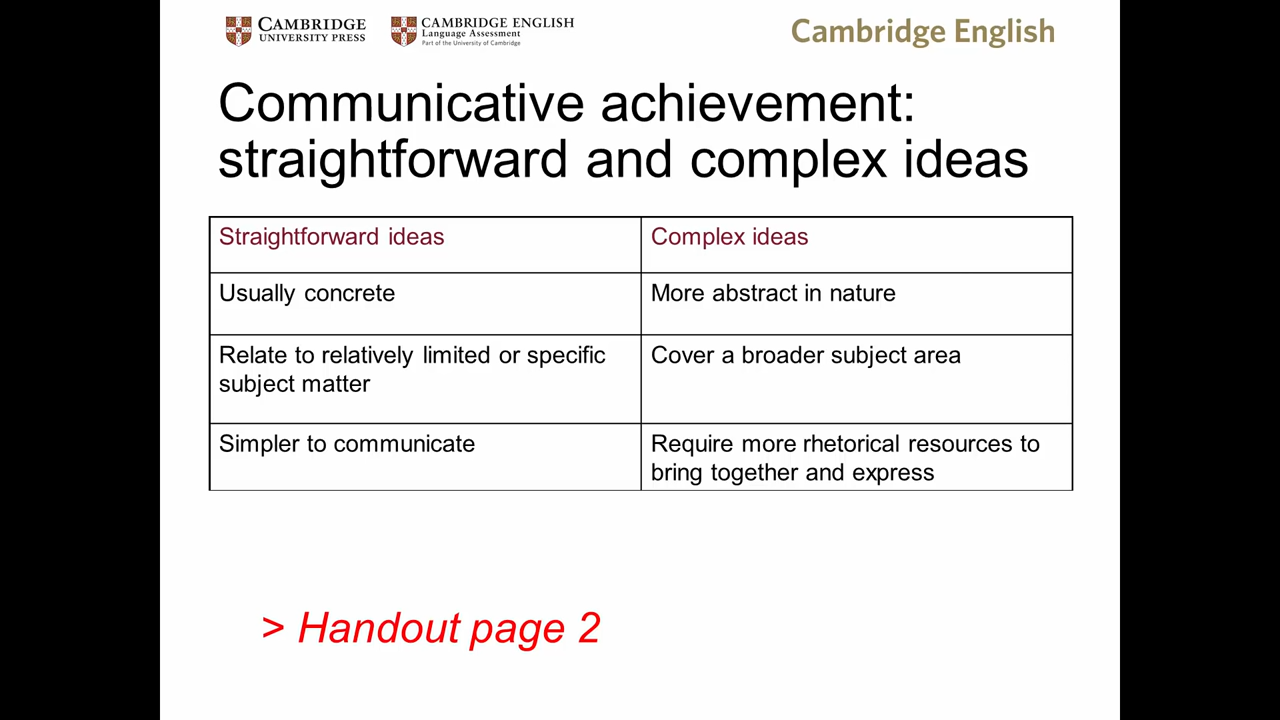 CAMBRIDGE
UNIVERSITY PRESS
CAMBRIDGE ENGLISH
Language Assessment
Part of the University of Cambridge
Cambridge English
Communicative achievement:
straightforward and complex ideas
Straightforward ideas
Complex ideas
Usually concrete
More abstract in nature
Relate to relatively limited or specific
subject matter
Cover a broader subject area
Simpler to communicate
Require more rhetorical resources to
bring together and express
> Handout page 2